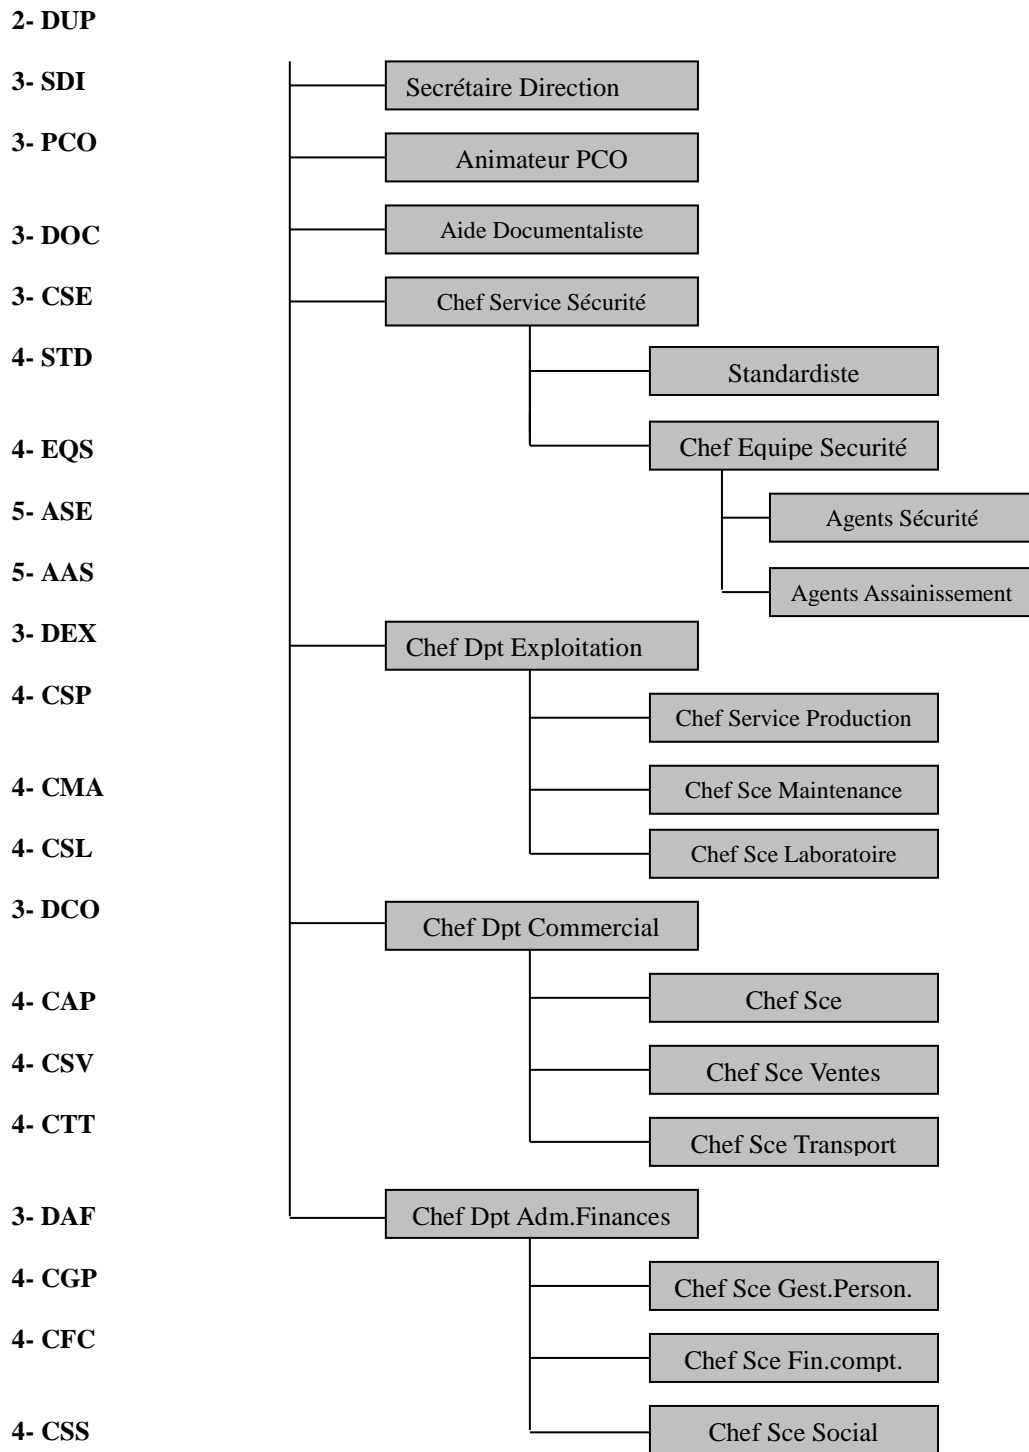 2- DUP
3- SDI
Secrétaire Direction
3- PCO
Animateur PCO
3- DOC
Aide Documentaliste
3- CSE
Chef Service Sécurité
4- STD
Standardiste
4- EQS
Chef Equipe Securité
5- ASE
Agents Sécurité
5- AAS
Agents Assainissement
3- DEX
Chef Dpt Exploitation
4- CSP
Chef Service Production
4- CMA
Chef Sce Maintenance
4- CSL
Chef Sce Laboratoire
3- DCO
Chef Dpt Commercial
4- CAP
Chef Sce
4- CSV
Chef Sce Ventes
4- CTT
Chef Sce Transport
3- DAF
Chef Dpt Adm.Finances
4- CGP
Chef Sce Gest.Person.
4- CFC
Chef Sce Fin.compt.
4- CSS
Chef Sce Social